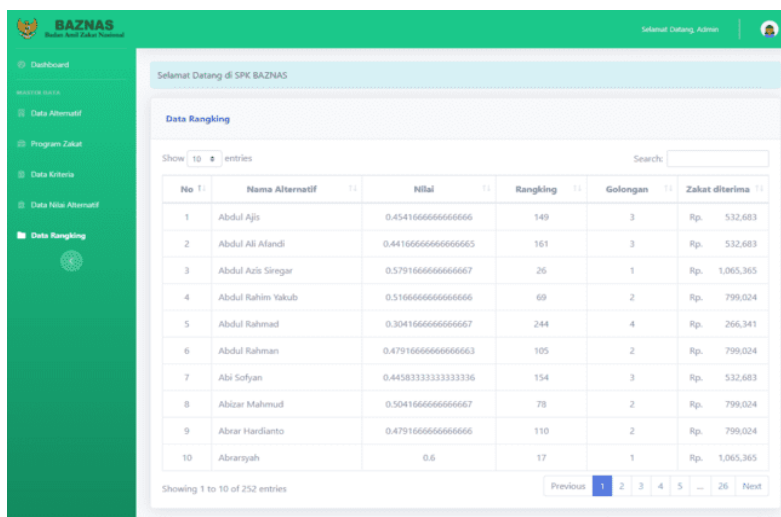 BAZNAS
Badan Amil Zakat Nasional
Selamat Datang, Admin
Dashboard
MASTER DATA
Data Alternatif
Program Zakat
Data Kriteria
Data Nilai Alternatif
Data Rangking
Selamat Datang di SPK BAZNAS
Data Rangking
Show 10 entries Search:
No Nama Alternatif Nilai Rangking Golongan Zakat diterima
1 Abdul Ajis 0.4541666666666666 149 3 Rp. 532,683
2 Abdul Ali Afandi 0.44166666666666665 161 3 Rp. 532,683
3 Abdul Azis Siregar 0.5791666666666667 26 1 Rp. 1,065,365
4 Abdul Rahim Yakub 0.5166666666666666 69 2 Rp. 799,024
5 Abdul Rahmad 0.3041666666666667 244 4 Rp. 266,341
6 Abdul Rahman 0.47916666666666663 105 2 Rp. 799,024
7 Abi Sofyan 0.44583333333333336 154 3 Rp. 532,683
8 Abizar Mahmud 0.5041666666666667 78 2 Rp. 799,024
9 Abrar Hardianto 0.4791666666666666 110 2 Rp. 799,024
10 Abrarsyah 0.6 17 1 Rp. 1,065,365
Showing 1 to 10 of 252 entries Previous 1 2 3 4 5 ... 26 Next